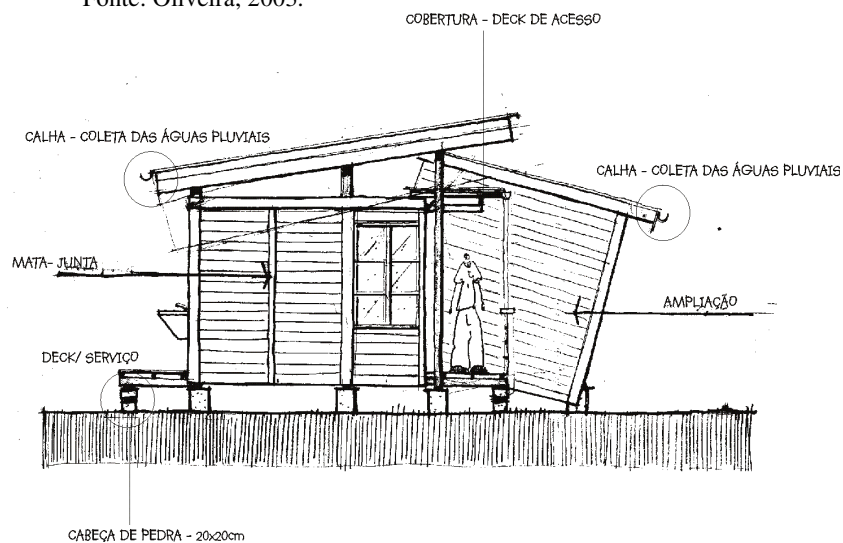 Fonte: Oliveira, 2003.
COBERTURA - DECK DE ACESSO
CALHA - COLETA DAS ÁGUAS PLUVIAIS
CALHA - COLETA DAS ÁGUAS PLUVIAIS
MATA- JUNTA
AMPLIAÇÃO
DECK/ SERVIÇO
CABEÇA DE PEDRA - 20x20cm